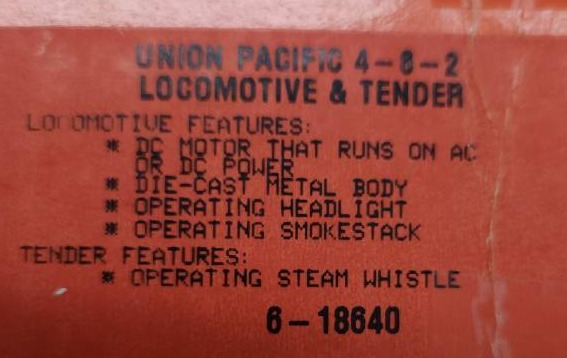 UNION PACIFIC 4-6-2
LOCOMOTIVE & TENDER
LOCOMOTIVE FEATURES:
* DC MOTOR THAT RUNS ON AC
OR DC POWER
* DIE-CAST METAL BODY
* OPERATING HEADLIGHT
* OPERATING SMOKESTACK
TENDER FEATURES:
* OPERATING STEAM WHISTLE
6-18640